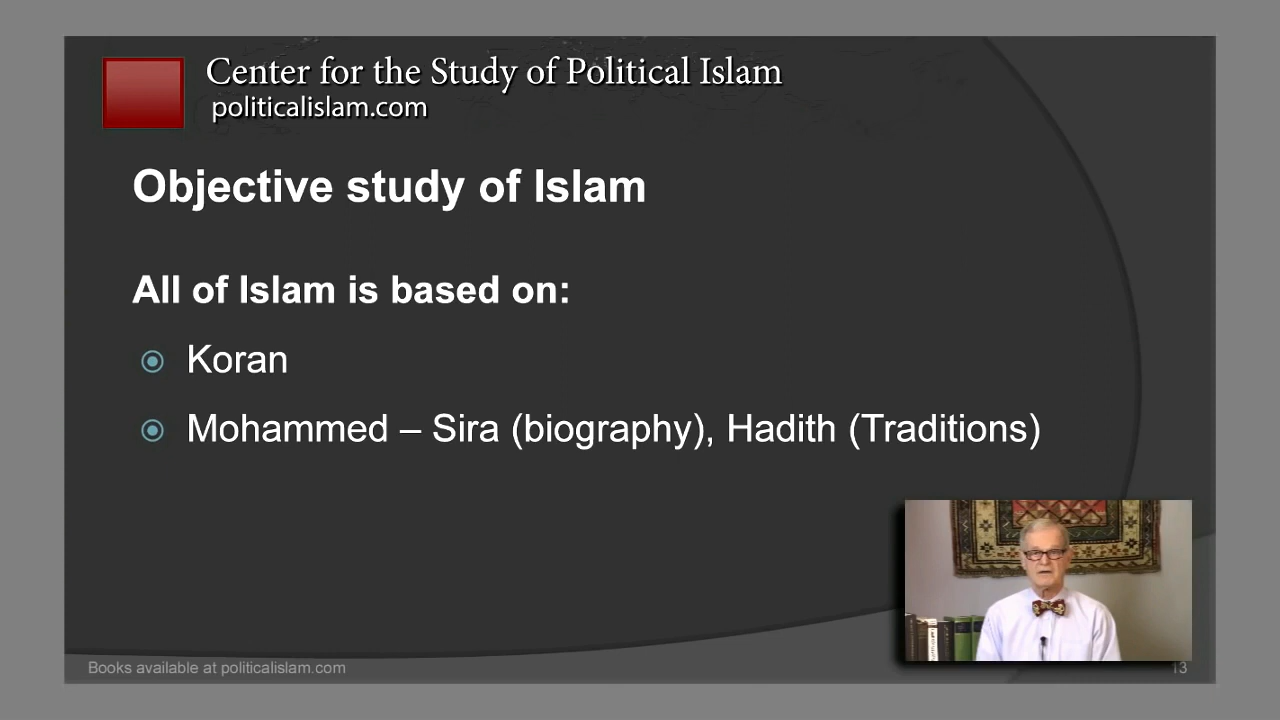 Center for the Study of Political Islam
politicalislam.com
Objective study of Islam
All of Islam is based on:
Koran
Mohammed – Sira (biography), Hadith (Traditions)
Books available at politicalislam.com
13